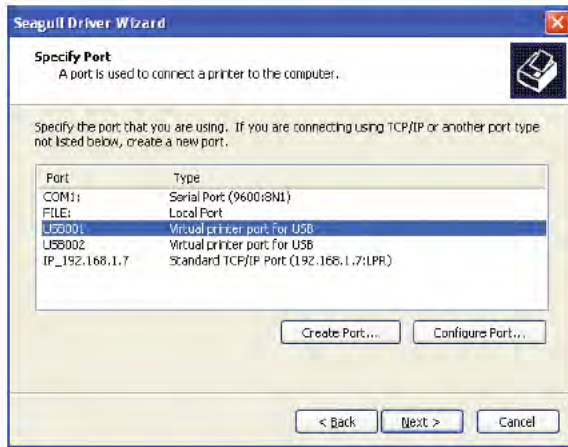 Seagull Driver Wizard
Specify Port
A port is used to connect a printer to the computer.
Specify the port that you are using. If you are connecting using TCP/IP or another port type
not listed below, create a new port.
Port Type
COM1: Serial Port (9600:8N1)
FILE: Local Port
USB001 Virtual printer port for USB
USB002 Virtual printer port for USB
IP_192.168.1.7 Standard TCP/IP Port (192.168.1.7:LPR)
Create Port... Configure Port...
< Back Next > Cancel